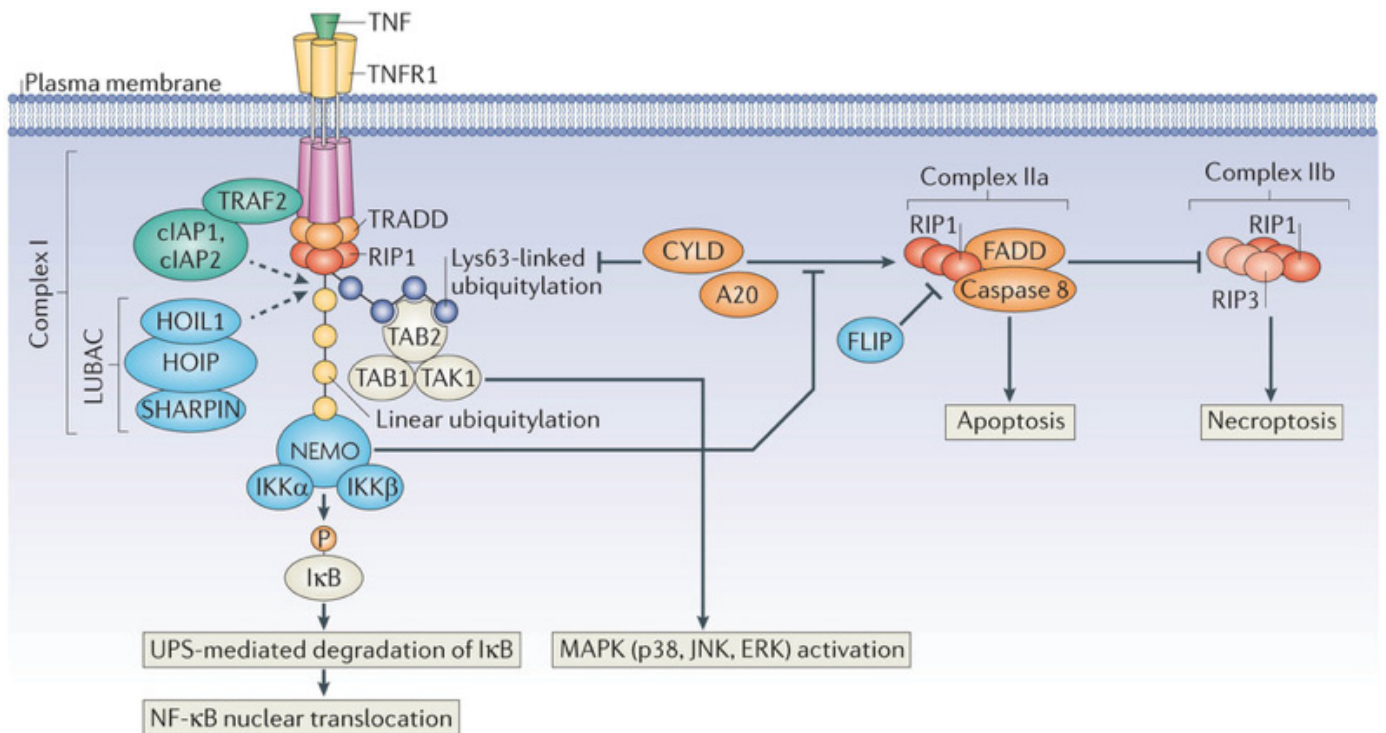 TNF
TNFR1
Plasma membrane
Complex I
TRAF2
cIAP1,
cIAP2
TRADD
RIP1
Lys63-linked
ubiquitylation
LUBAC
HOIL1
HOIP
SHARPIN
TAB2
TAB1
TAK1
Linear ubiquitylation
NEMO
IKKα
IKKβ
P
IκB
UPS-mediated degradation of IκB
NF-κB nuclear translocation
MAPK (p38, JNK, ERK) activation
CYLD
A20
Complex IIa
RIP1
FADD
Caspase 8
FLIP
Apoptosis
Complex IIb
RIP1
RIP3
Necroptosis